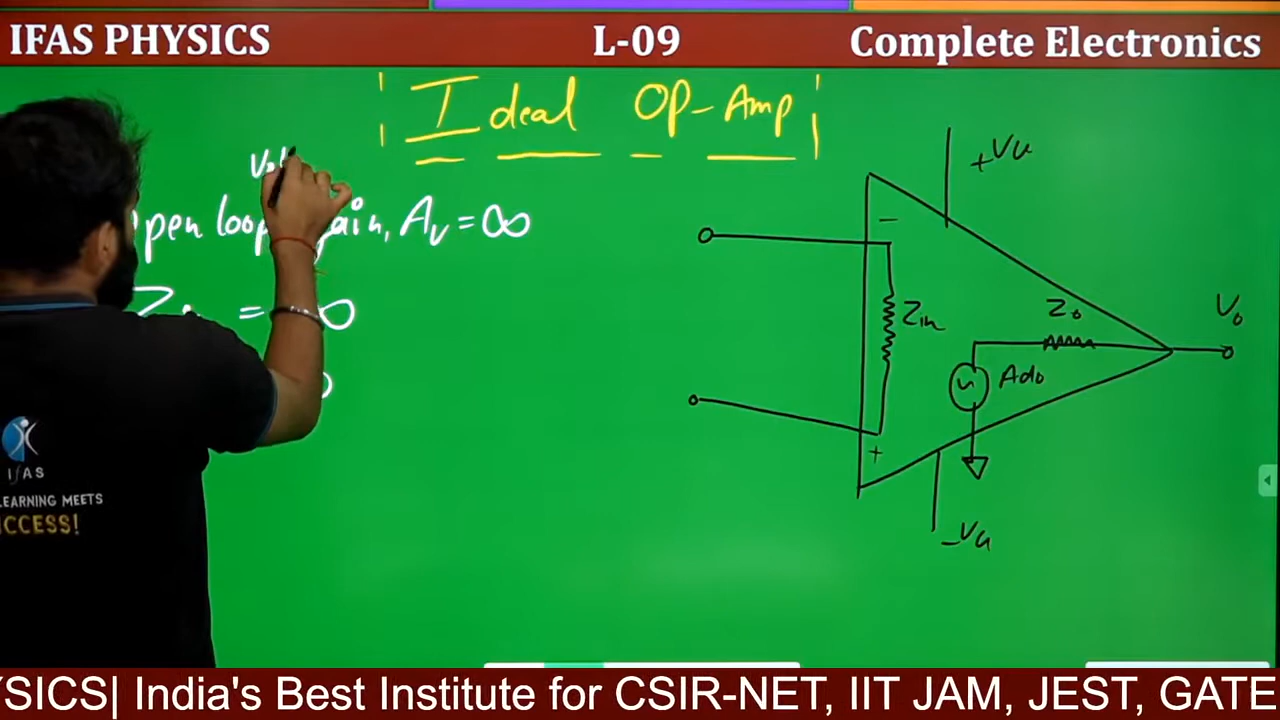 IFAS PHYSICS
L-09
Complete Electronics
Ideal Op-Amp
+Vcc
pen loop gain, Av = ∞
−
Zin
Zo
Vo
Ado
= ∞
+
-Vcc
IFAS
LEARNING MEETS
CCESS!
YSICS| India's Best Institute for CSIR-NET, IIT JAM, JEST, GATE